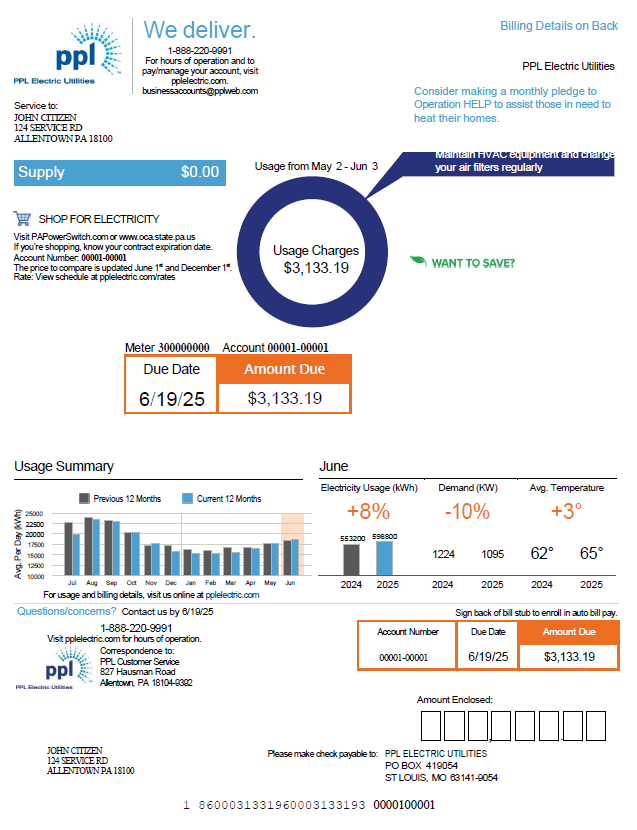 We deliver.
1-888-220-9991
For hours of operation and to
pay/manage your account, visit
pplelectric.com.
businessaccounts@pplweb.com
ppl
PPL Electric Utilities
Billing Details on Back
PPL Electric Utilities
Consider making a monthly pledge to
Operation HELP to assist those in need to
heat their homes.
Service to:
JOHN CITIZEN
124 SERVICE RD
ALLENTOWN PA 18100
Supply $0.00
Usage from May 2 - Jun 3
Maintain HVAC equipment and change
your air filters regularly
SHOP FOR ELECTRICITY
Visit PAPowerSwitch.com or www.oca.state.pa.us
If you're shopping, know your contract expiration date.
Account Number: 00001-00001
The price to compare is updated June 1st and December 1st.
Rate: View schedule at pplelectric.com/rates
Usage Charges
$3,133.19
WANT TO SAVE?
Meter 300000000 Account 00001-00001
Due Date Amount Due
6/19/25 $3,133.19
Usage Summary
Previous 12 Months Current 12 Months
Avg. Per Day (kWh)
25000
22500
20000
17500
15000
12500
10000
Jul Aug Sep Oct Nov Dec Jan Feb Mar Apr May Jun
For usage and billing details, visit us online at pplelectric.com
June
Electricity Usage (kWh) Demand (KW) Avg. Temperature
+8% -10% +3°
553200 598800
1224 1095 62° 65°
2024 2025 2024 2025 2024 2025
Questions/concerns? Contact us by 6/19/25
1-888-220-9991
Visit pplelectric.com for hours of operation.
Correspondence to:
PPL Customer Service
827 Hausman Road
Allentown, PA 18104-9392
ppl
PPL Electric Utilities
Sign back of bill stub to enroll in auto bill pay.
Account Number Due Date Amount Due
00001-00001 6/19/25 $3,133.19
Amount Enclosed:
JOHN CITIZEN
124 SERVICE RD
ALLENTOWN PA 18100
Please make check payable to: PPL ELECTRIC UTILITIES
PO BOX 419054
ST LOUIS, MO 63141-9054
1 8600031331960003133193 0000100001